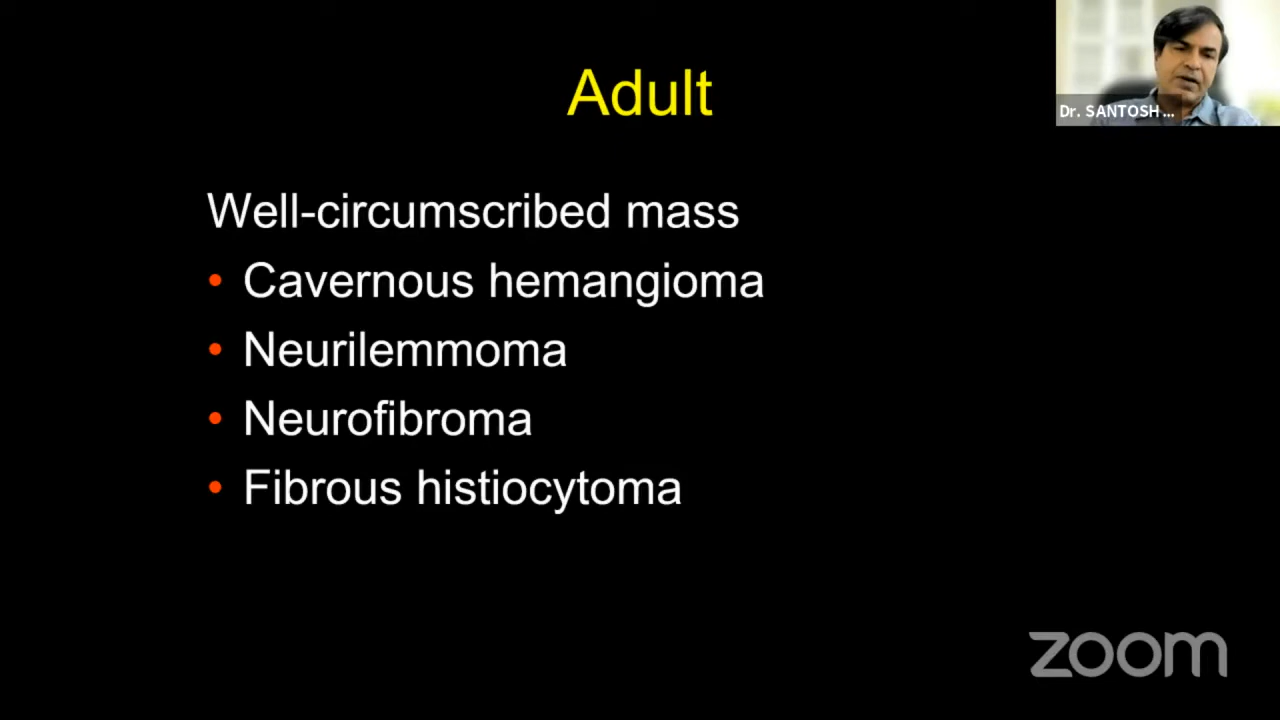 Adult
Dr. SANTOSH ...
Well-circumscribed mass
• Cavernous hemangioma
• Neurilemmoma
• Neurofibroma
• Fibrous histiocytoma
zoom